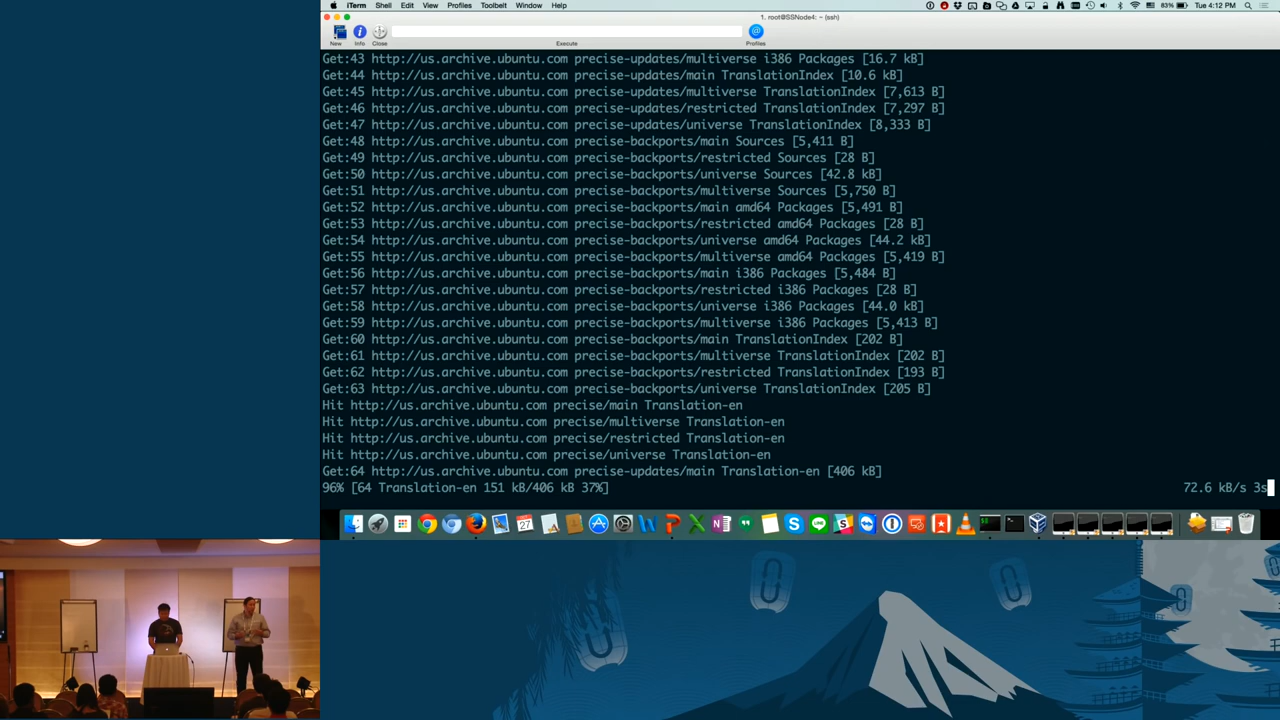 iTerm Shell Edit View Profiles Toolbelt Window Help
83% Tue 4:12 PM
1. root@SSNode4: ~ (ssh)
New Info Close Execute Profiles
Get:43 http://us.archive.ubuntu.com precise-updates/multiverse i386 Packages [16.7 kB]
Get:44 http://us.archive.ubuntu.com precise-updates/main TranslationIndex [10.6 kB]
Get:45 http://us.archive.ubuntu.com precise-updates/multiverse TranslationIndex [7,613 B]
Get:46 http://us.archive.ubuntu.com precise-updates/restricted TranslationIndex [7,297 B]
Get:47 http://us.archive.ubuntu.com precise-updates/universe TranslationIndex [8,333 B]
Get:48 http://us.archive.ubuntu.com precise-backports/main Sources [5,411 B]
Get:49 http://us.archive.ubuntu.com precise-backports/restricted Sources [28 B]
Get:50 http://us.archive.ubuntu.com precise-backports/universe Sources [42.8 kB]
Get:51 http://us.archive.ubuntu.com precise-backports/multiverse Sources [5,750 B]
Get:52 http://us.archive.ubuntu.com precise-backports/main amd64 Packages [5,491 B]
Get:53 http://us.archive.ubuntu.com precise-backports/restricted amd64 Packages [28 B]
Get:54 http://us.archive.ubuntu.com precise-backports/universe amd64 Packages [44.2 kB]
Get:55 http://us.archive.ubuntu.com precise-backports/multiverse amd64 Packages [5,419 B]
Get:56 http://us.archive.ubuntu.com precise-backports/main i386 Packages [5,484 B]
Get:57 http://us.archive.ubuntu.com precise-backports/restricted i386 Packages [28 B]
Get:58 http://us.archive.ubuntu.com precise-backports/universe i386 Packages [44.0 kB]
Get:59 http://us.archive.ubuntu.com precise-backports/multiverse i386 Packages [5,413 B]
Get:60 http://us.archive.ubuntu.com precise-backports/main TranslationIndex [202 B]
Get:61 http://us.archive.ubuntu.com precise-backports/multiverse TranslationIndex [202 B]
Get:62 http://us.archive.ubuntu.com precise-backports/restricted TranslationIndex [193 B]
Get:63 http://us.archive.ubuntu.com precise-backports/universe TranslationIndex [205 B]
Hit http://us.archive.ubuntu.com precise/main Translation-en
Hit http://us.archive.ubuntu.com precise/multiverse Translation-en
Hit http://us.archive.ubuntu.com precise/restricted Translation-en
Hit http://us.archive.ubuntu.com precise/universe Translation-en
Get:64 http://us.archive.ubuntu.com precise-updates/main Translation-en [406 kB]
96% [64 Translation-en 151 kB/406 kB 37%] 72.6 kB/s 3s
27